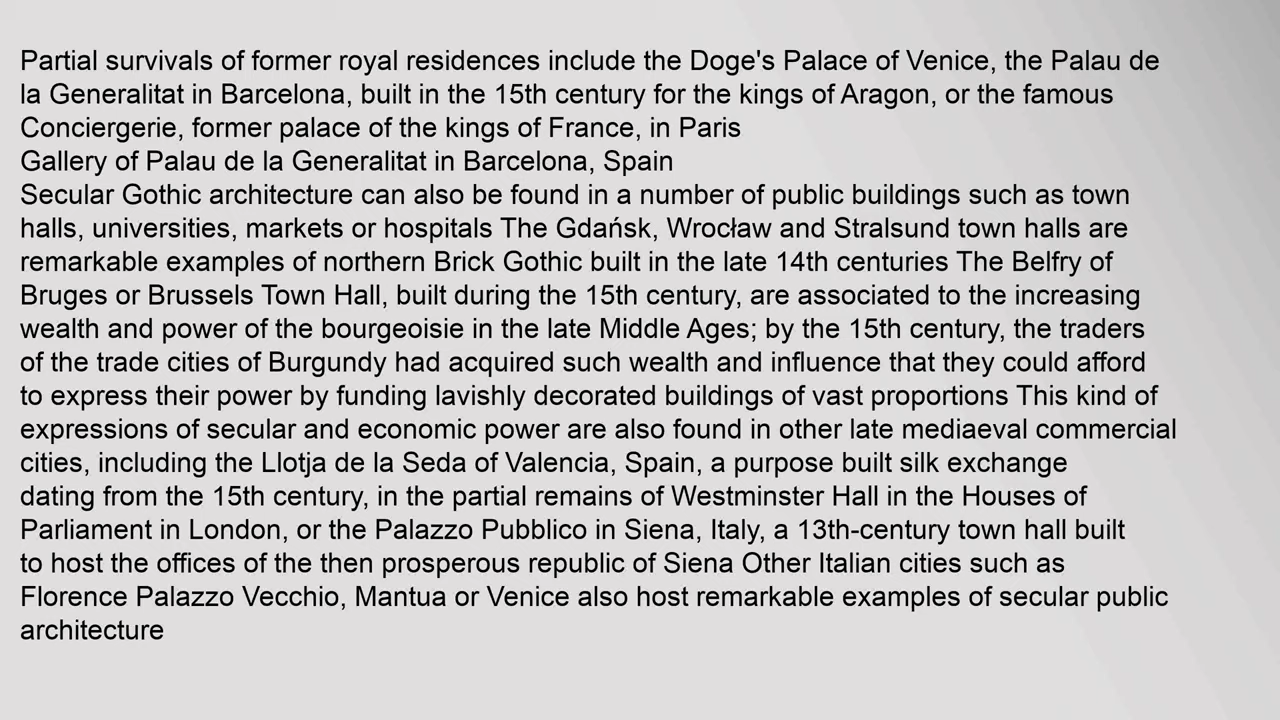 Partial survivals of former royal residences include the Doge's Palace of Venice, the Palau de
la Generalitat in Barcelona, built in the 15th century for the kings of Aragon, or the famous
Conciergerie, former palace of the kings of France, in Paris
Gallery of Palau de la Generalitat in Barcelona, Spain
Secular Gothic architecture can also be found in a number of public buildings such as town
halls, universities, markets or hospitals The Gdańsk, Wrocław and Stralsund town halls are
remarkable examples of northern Brick Gothic built in the late 14th centuries The Belfry of
Bruges or Brussels Town Hall, built during the 15th century, are associated to the increasing
wealth and power of the bourgeoisie in the late Middle Ages; by the 15th century, the traders
of the trade cities of Burgundy had acquired such wealth and influence that they could afford
to express their power by funding lavishly decorated buildings of vast proportions This kind of
expressions of secular and economic power are also found in other late mediaeval commercial
cities, including the Llotja de la Seda of Valencia, Spain, a purpose built silk exchange
dating from the 15th century, in the partial remains of Westminster Hall in the Houses of
Parliament in London, or the Palazzo Pubblico in Siena, Italy, a 13th-century town hall built
to host the offices of the then prosperous republic of Siena Other Italian cities such as
Florence Palazzo Vecchio, Mantua or Venice also host remarkable examples of secular public
architecture